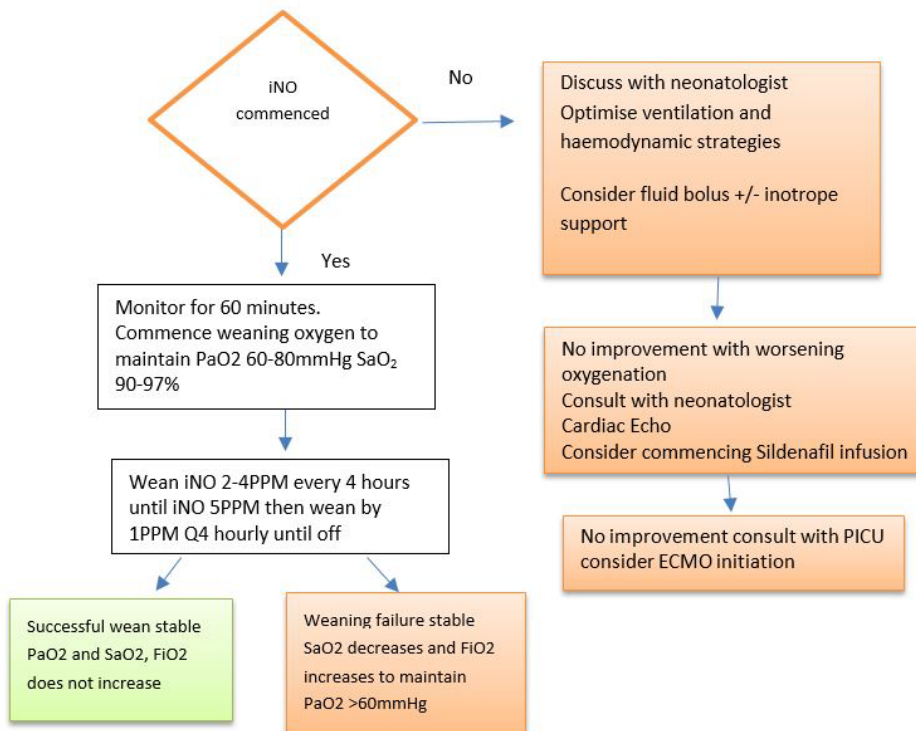 iNO
commenced
No
Discuss with neonatologist
Optimise ventilation and
haemodynamic strategies
Consider fluid bolus +/- inotrope
support
Yes
Monitor for 60 minutes.
Commence weaning oxygen to
maintain PaO2 60-80mmHg SaO₂
90-97%
No improvement with worsening
oxygenation
Consult with neonatologist
Cardiac Echo
Consider commencing Sildenafil infusion
Wean iNO 2-4PPM every 4 hours
until iNO 5PPM then wean by
1PPM Q4 hourly until off
No improvement consult with PICU
consider ECMO initiation
Successful wean stable
PaO2 and SaO2, FiO2
does not increase
Weaning failure stable
SaO2 decreases and FiO2
increases to maintain
PaO2 >60mmHg